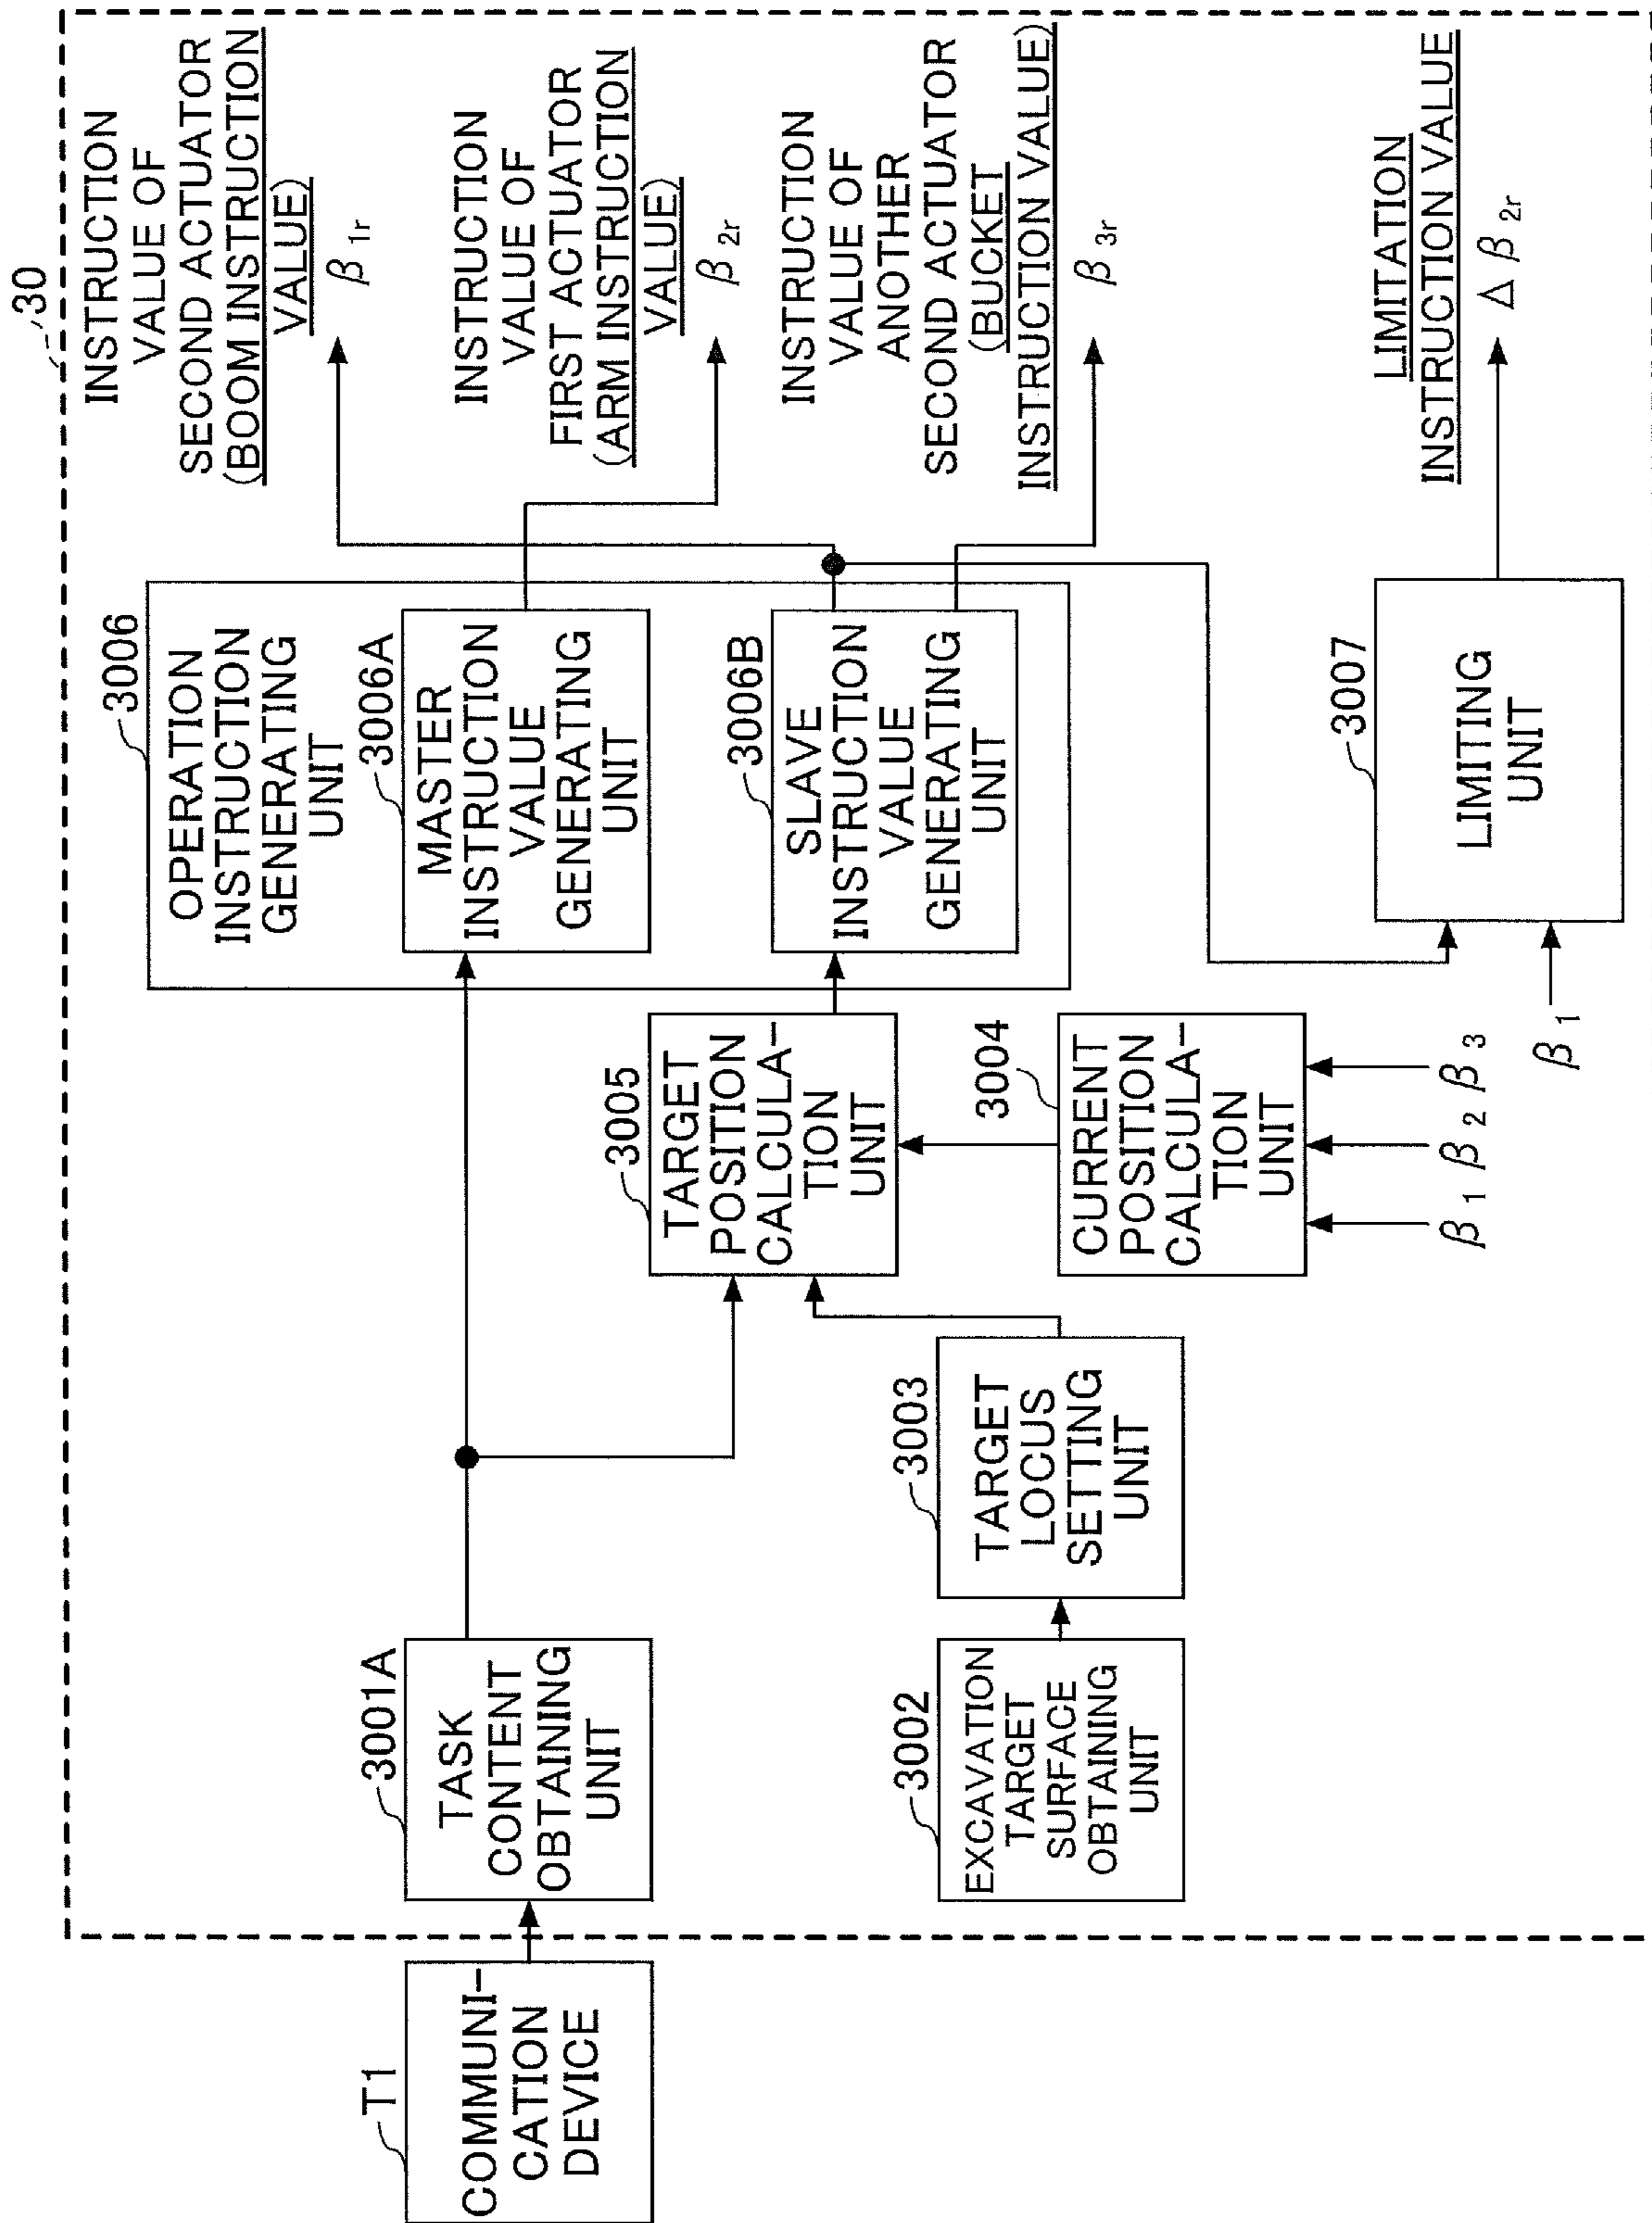 30
T1
COMMUNI-
CATION
DEVICE
3001A
TASK
CONTENT
OBTAINING
UNIT
3002
EXCAVATION
TARGET
SURFACE
OBTAINING
UNIT
3003
TARGET
LOCUS
SETTING
UNIT
3005
TARGET
POSITION
CALCULA-
TION
UNIT
3004
CURRENT
POSITION
CALCULA-
TION
UNIT
β1 β2 β3
3006
OPERATION
INSTRUCTION
GENERATING
UNIT
3006A
MASTER
INSTRUCTION
VALUE
GENERATING
UNIT
3006B
SLAVE
INSTRUCTION
VALUE
GENERATING
UNIT
β1
3007
LIMITING
UNIT
INSTRUCTION
VALUE OF
SECOND ACTUATOR
(BOOM INSTRUCTION
VALUE)
β1r
INSTRUCTION
VALUE OF
FIRST ACTUATOR
(ARM INSTRUCTION
VALUE)
β2r
INSTRUCTION
VALUE OF
ANOTHER
SECOND ACTUATOR
(BUCKET
INSTRUCTION VALUE)
β3r
LIMITATION
INSTRUCTION VALUE
Δβ2r